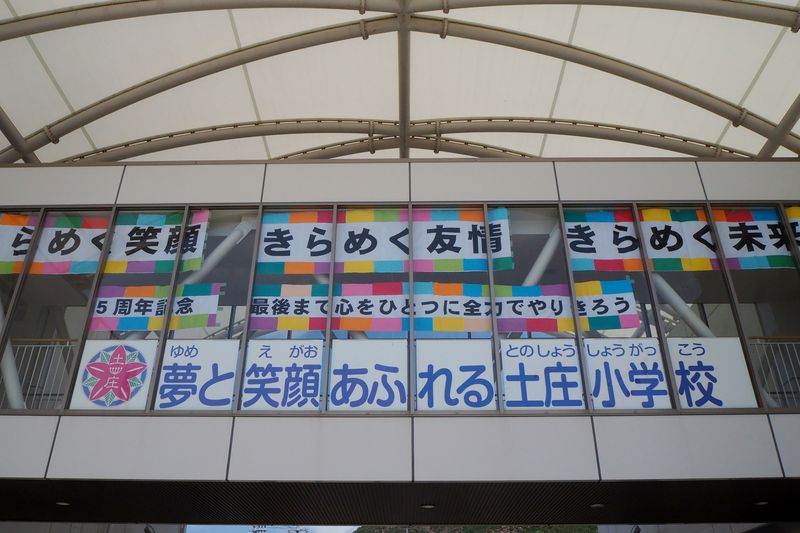 らめく笑顔 きらめく友情 きらめく未来
5周年記念 最後まで心をひとつに全力でやりきろう
ゆめ えがお とのしょう しょうがっこう
土庄 夢と笑顔あふれる土庄小学校